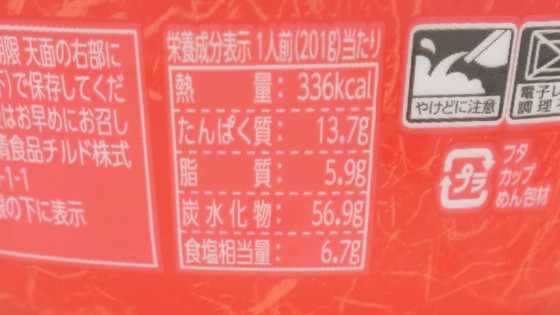 期限 天面の右部に
下)で保存してくだ
はお早めにお召し
清食品チルド株式
-1-1
の下に表示
栄養成分表示 1人前(201g)当たり
熱量: 336kcal
たんぱく質: 13.7g
脂質: 5.9g
炭水化物: 56.9g
食塩相当量: 6.7g
やけどに注意
電子レ
調理
プラ
フタ
カップ
めん包材